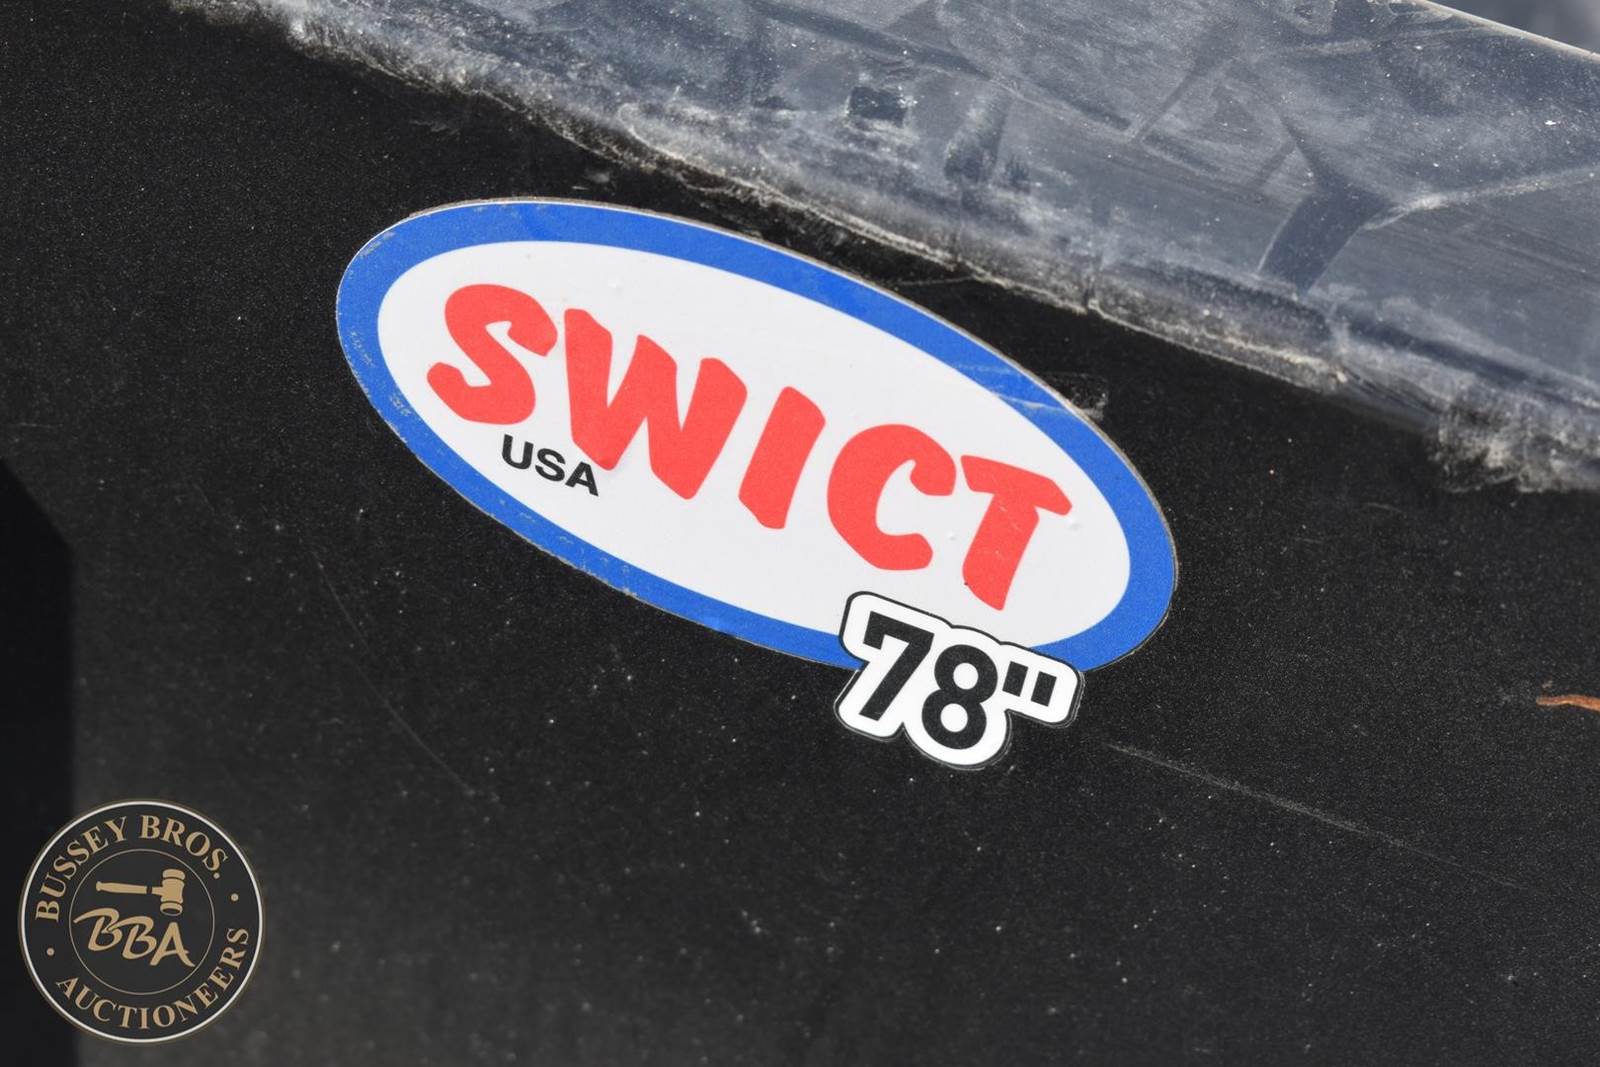 SWICT
USA
78"
BUSSEY BROS.
BBA
AUCTIONEERS